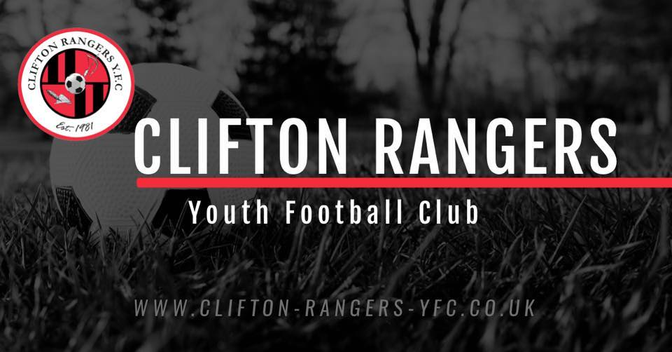 CLIFTON RANGERS Y.F.C
Est. 1981
CLIFTON RANGERS
Youth Football Club
WWW.CLIFTON-RANGERS-YFC.CO.UK